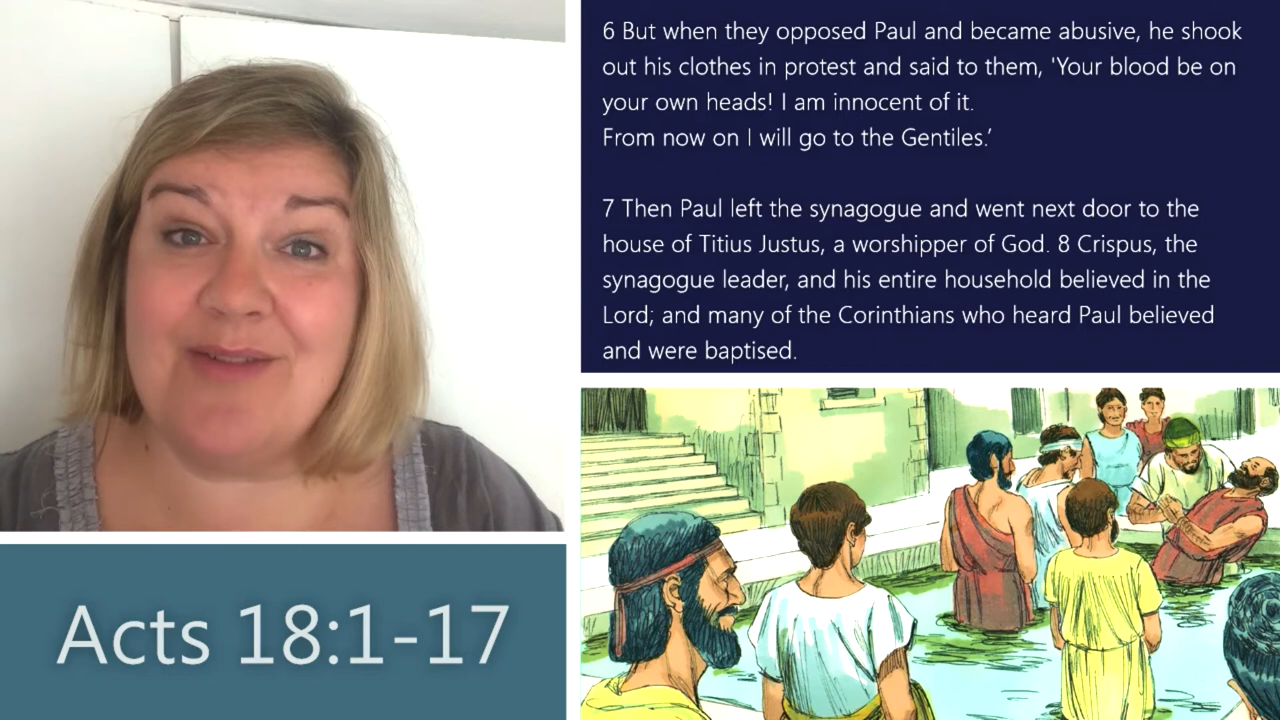 6 But when they opposed Paul and became abusive, he shook
out his clothes in protest and said to them, 'Your blood be on
your own heads! I am innocent of it.
From now on I will go to the Gentiles.’
7 Then Paul left the synagogue and went next door to the
house of Titius Justus, a worshipper of God. 8 Crispus, the
synagogue leader, and his entire household believed in the
Lord; and many of the Corinthians who heard Paul believed
and were baptised.
Acts 18:1-17